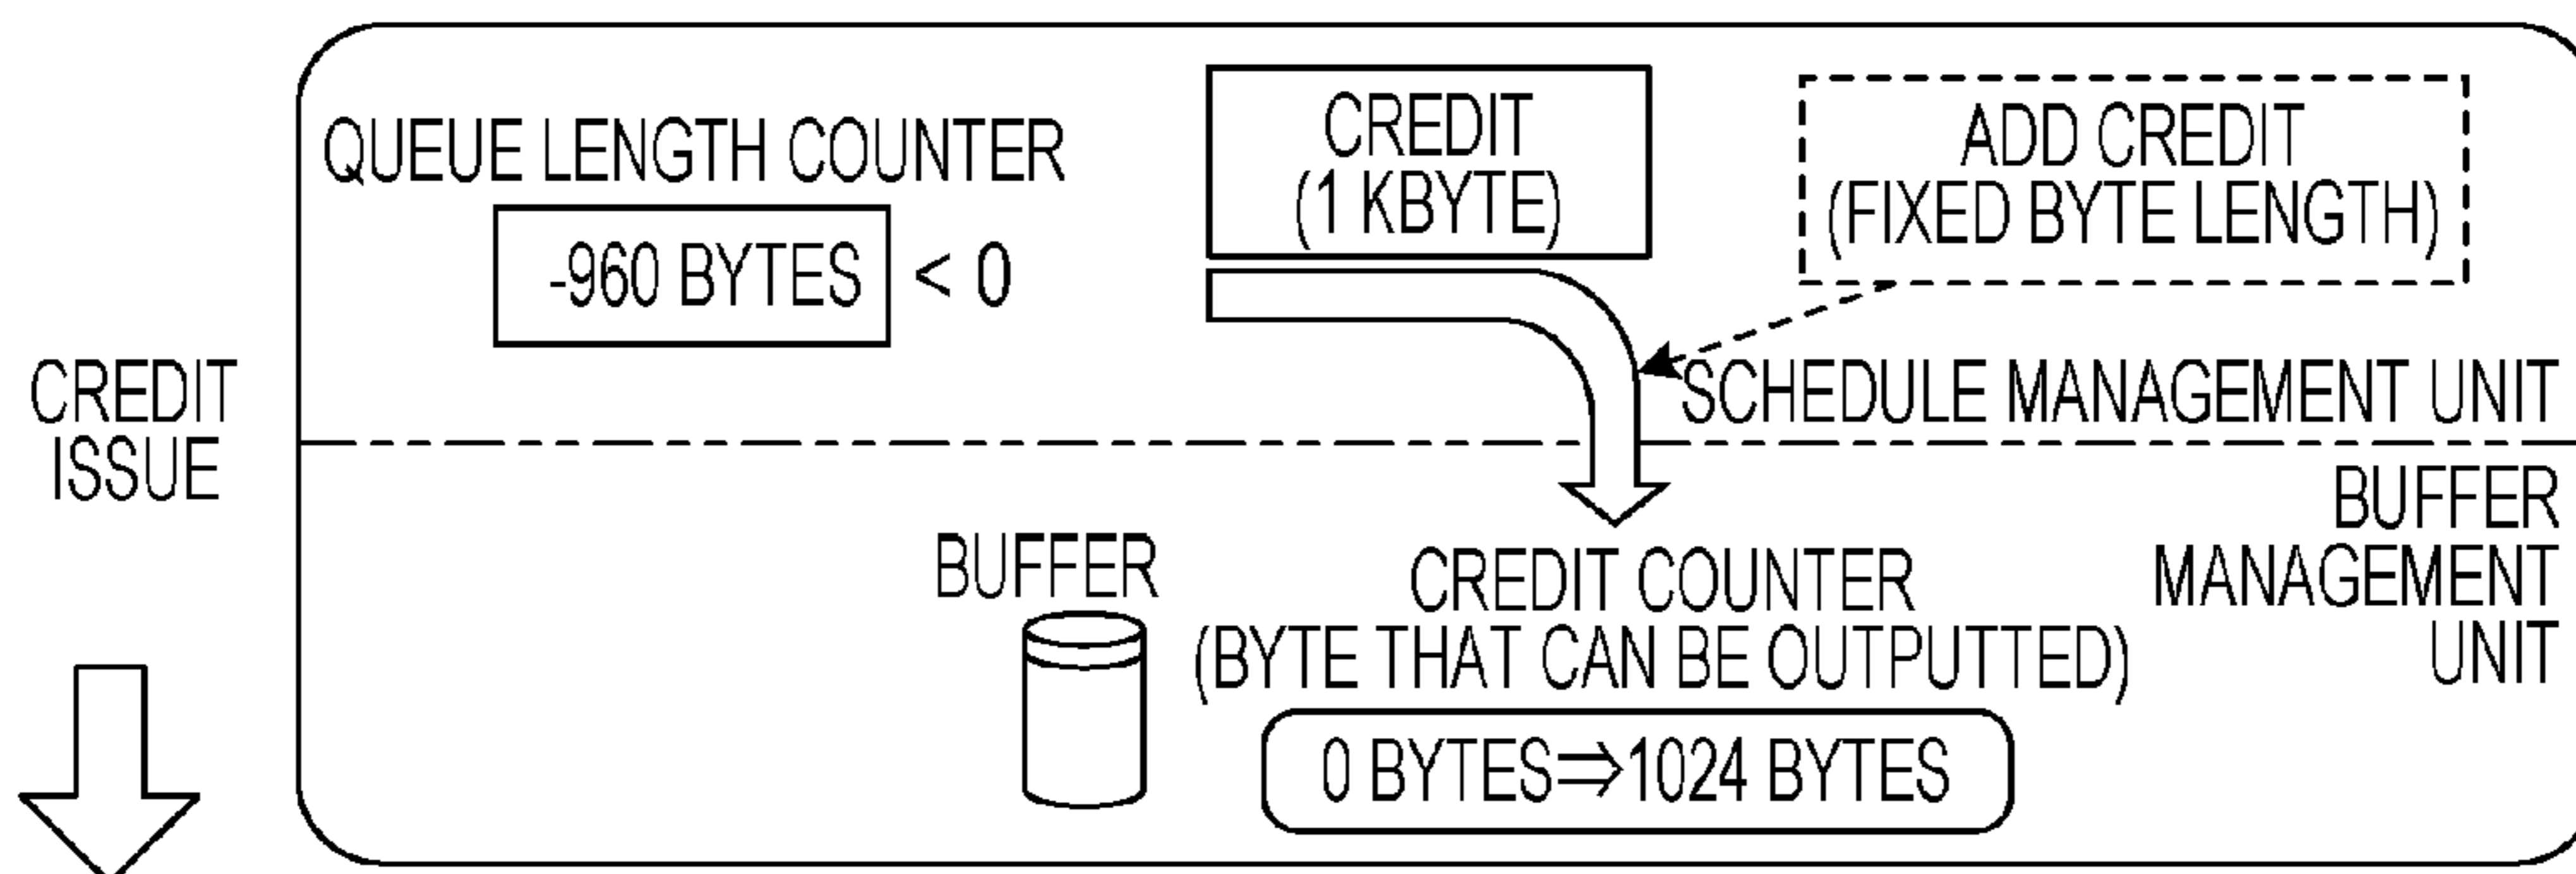 CREDIT
ISSUE
QUEUE LENGTH COUNTER
-960 BYTES < 0
CREDIT
(1 KBYTE)
ADD CREDIT
(FIXED BYTE LENGTH)
SCHEDULE MANAGEMENT UNIT
BUFFER
MANAGEMENT
UNIT
BUFFER
CREDIT COUNTER
(BYTE THAT CAN BE OUTPUTTED)
0 BYTES⇒1024 BYTES